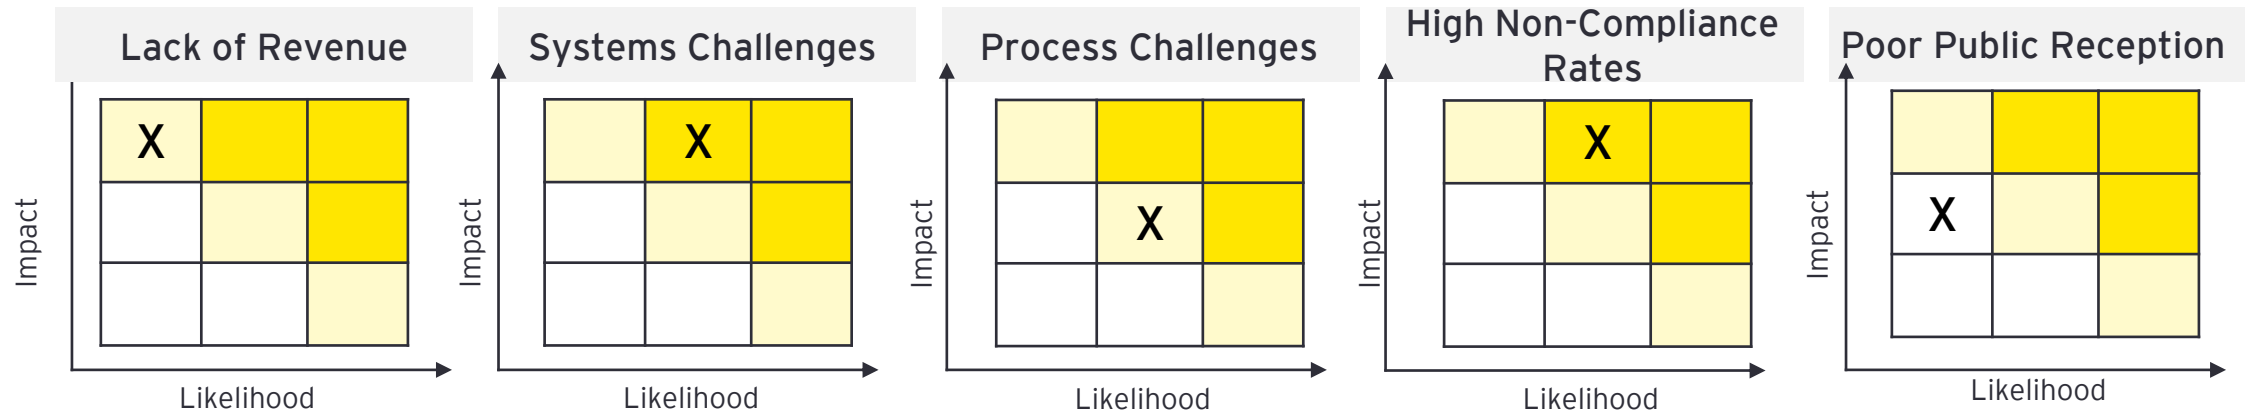 Lack of Revenue
X
Impact
Likelihood
Systems Challenges
X
Impact
Likelihood
Process Challenges
X
Impact
Likelihood
High Non-Compliance
Rates
X
Impact
Likelihood
Poor Public Reception
X
Impact
Likelihood